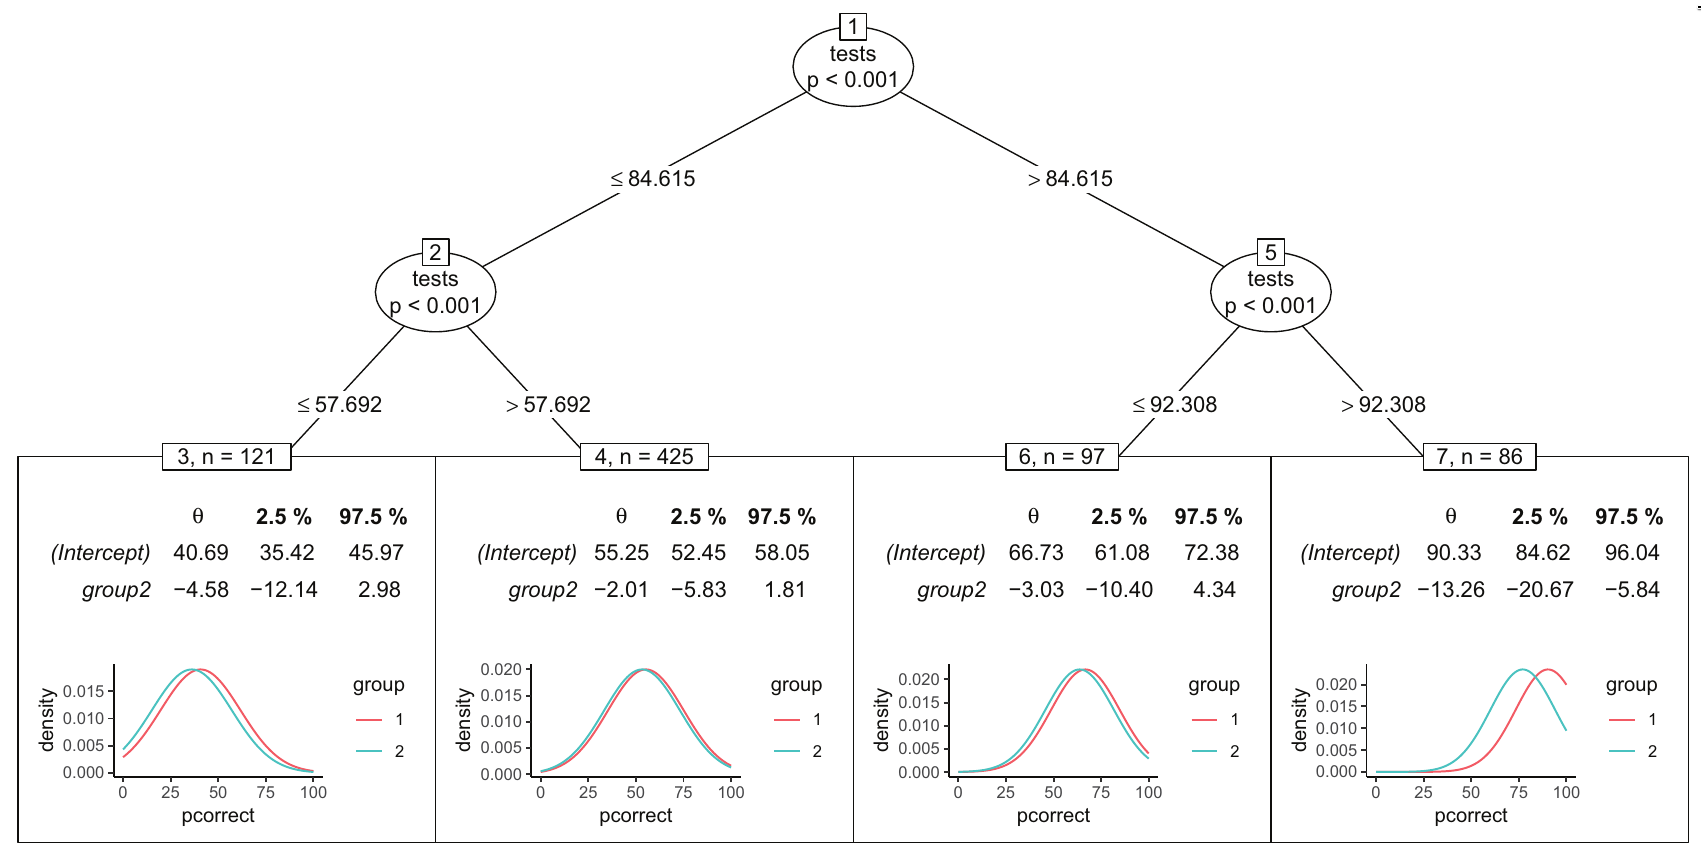 1
tests
p < 0.001
≤ 84.615
> 84.615
2
tests
p < 0.001
5
tests
p < 0.001
≤ 57.692
> 57.692
≤ 92.308
> 92.308
3, n = 121
θ 2.5 % 97.5 %
(Intercept) 40.69 35.42 45.97
group2 −4.58 −12.14 2.98
density
0.015
0.010
0.005
0.000
0 25 50 75 100
pcorrect
group
1
2
4, n = 425
θ 2.5 % 97.5 %
(Intercept) 55.25 52.45 58.05
group2 −2.01 −5.83 1.81
density
0.020
0.015
0.010
0.005
0.000
0 25 50 75 100
pcorrect
group
1
2
6, n = 97
θ 2.5 % 97.5 %
(Intercept) 66.73 61.08 72.38
group2 −3.03 −10.40 4.34
density
0.020
0.015
0.010
0.005
0.000
0 25 50 75 100
pcorrect
group
1
2
7, n = 86
θ 2.5 % 97.5 %
(Intercept) 90.33 84.62 96.04
group2 −13.26 −20.67 −5.84
density
0.020
0.015
0.010
0.005
0.000
0 25 50 75 100
pcorrect
group
1
2